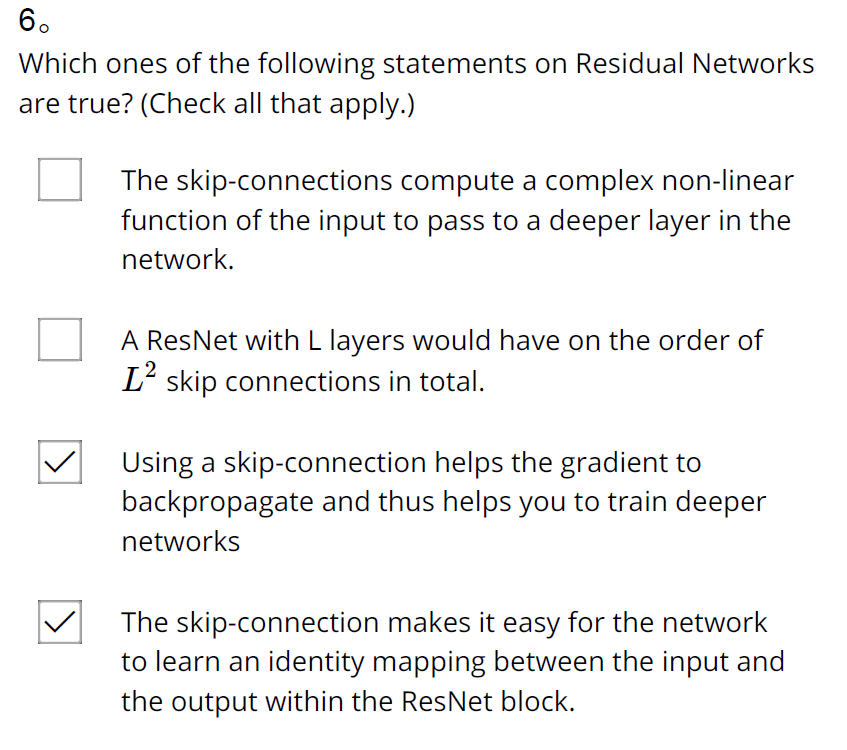 6。
Which ones of the following statements on Residual Networks
are true? (Check all that apply.)
The skip-connections compute a complex non-linear
function of the input to pass to a deeper layer in the
network.
A ResNet with L layers would have on the order of
L² skip connections in total.
Using a skip-connection helps the gradient to
backpropagate and thus helps you to train deeper
networks
The skip-connection makes it easy for the network
to learn an identity mapping between the input and
the output within the ResNet block.